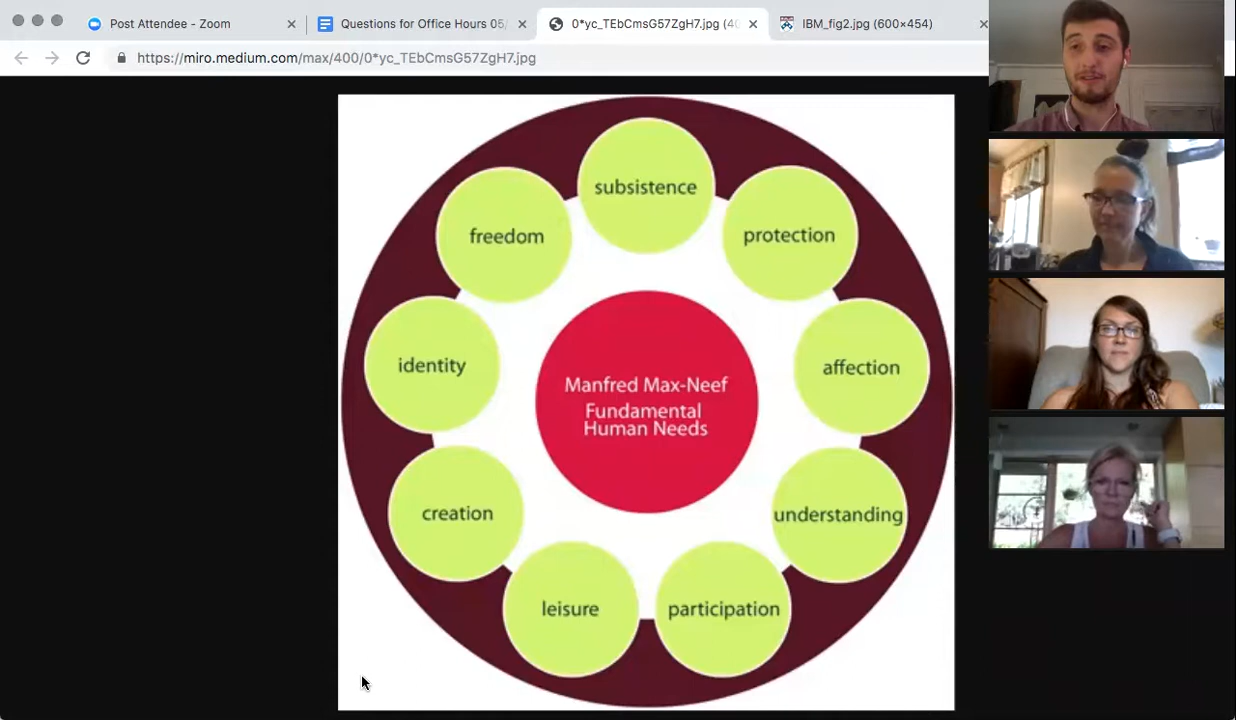 Post Attendee - Zoom
Questions for Office Hours 05/
0*yc_TEbCmsG57ZgH7.jpg (40
IBM_fig2.jpg (600×454)
https://miro.medium.com/max/400/0*yc_TEbCmsG57ZgH7.jpg
subsistence
freedom
protection
identity
affection
Manfred Max-Neef
Fundamental
Human Needs
creation
understanding
leisure
participation